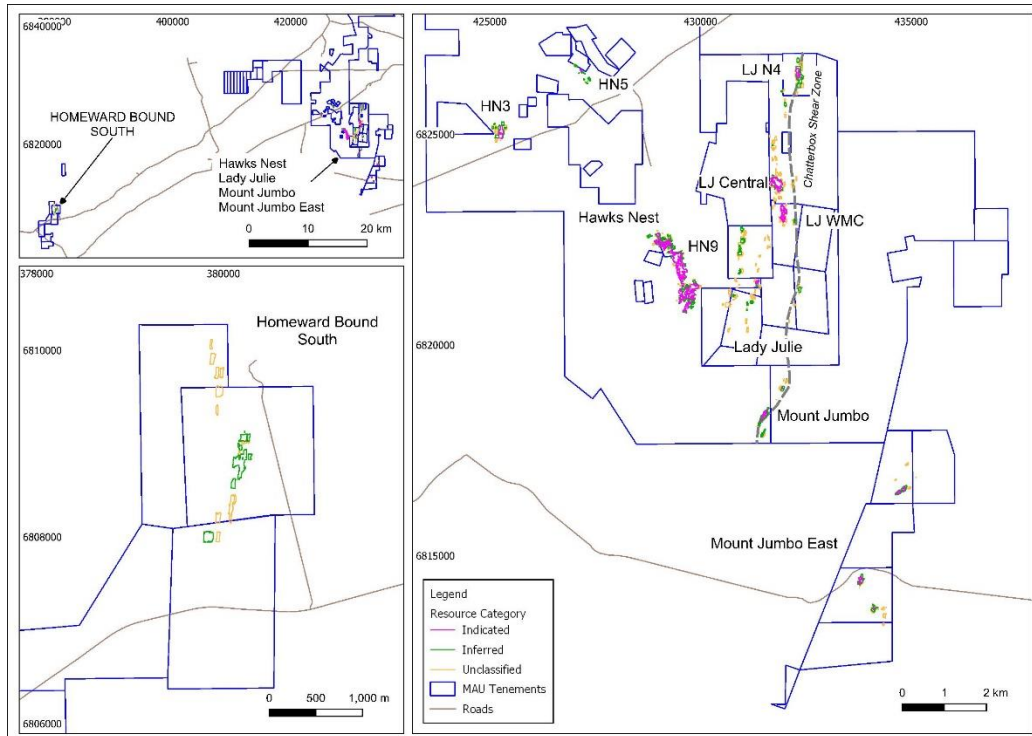 6840000
380000
400000
420000
HOMEWARD BOUND
SOUTH
6820000
Hawks Nest
Lady Julie
Mount Jumbo
Mount Jumbo East
0 10 20 km
378000
380000
Homeward Bound
South
6810000
6808000
0 500 1,000 m
6806000
425000
430000
435000
LJ N4
HN5
HN3
Chatterbox Shear Zone
6825000
LJ Central
Hawks Nest
LJ WMC
HN9
6820000
Lady Julie
Mount Jumbo
Mount Jumbo East
6815000
Legend
Resource Category
Indicated
Inferred
Unclassified
MAU Tenements
Roads
0 1 2 km